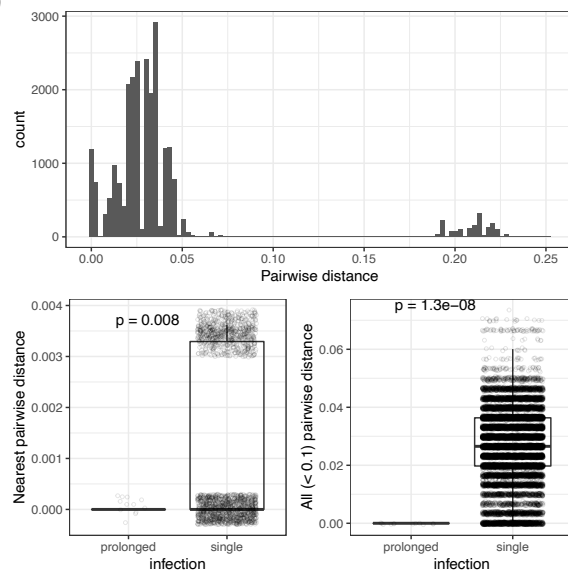 3000
2000
1000
0
count
0.00 0.05 0.10 0.15 0.20 0.25
Pairwise distance
0.004
0.003
0.002
0.001
0.000
Nearest pairwise distance
p = 0.008
prolonged single
infection
0.06
0.04
0.02
0.00
All (< 0.1) pairwise distance
p = 1.3e−08
prolonged single
infection